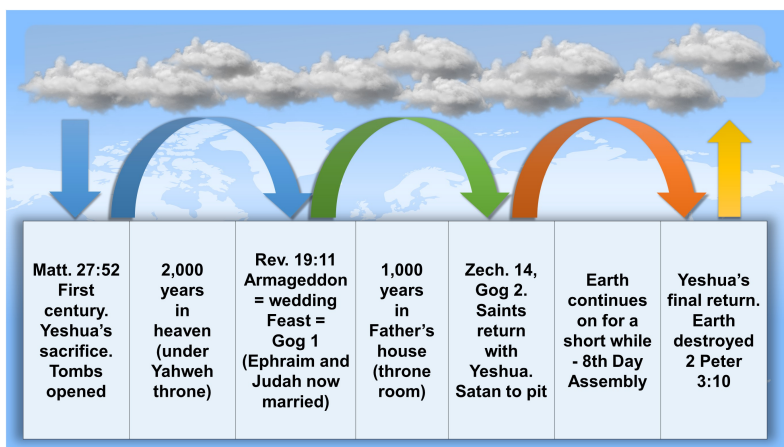 Matt. 27:52
First
century.
Yeshua’s
sacrifice.
Tombs
opened
2,000
years
in
heaven
(under
Yahweh
throne)
Rev. 19:11
Armageddon
= wedding
Feast =
Gog 1
(Ephraim and
Judah now
married)
1,000
years
in
Father’s
house
(throne
room)
Zech. 14,
Gog 2.
Saints
return
with
Yeshua.
Satan to pit
Earth
continues
on for a
short while
- 8th Day
Assembly
Yeshua’s
final return.
Earth
destroyed
2 Peter
3:10